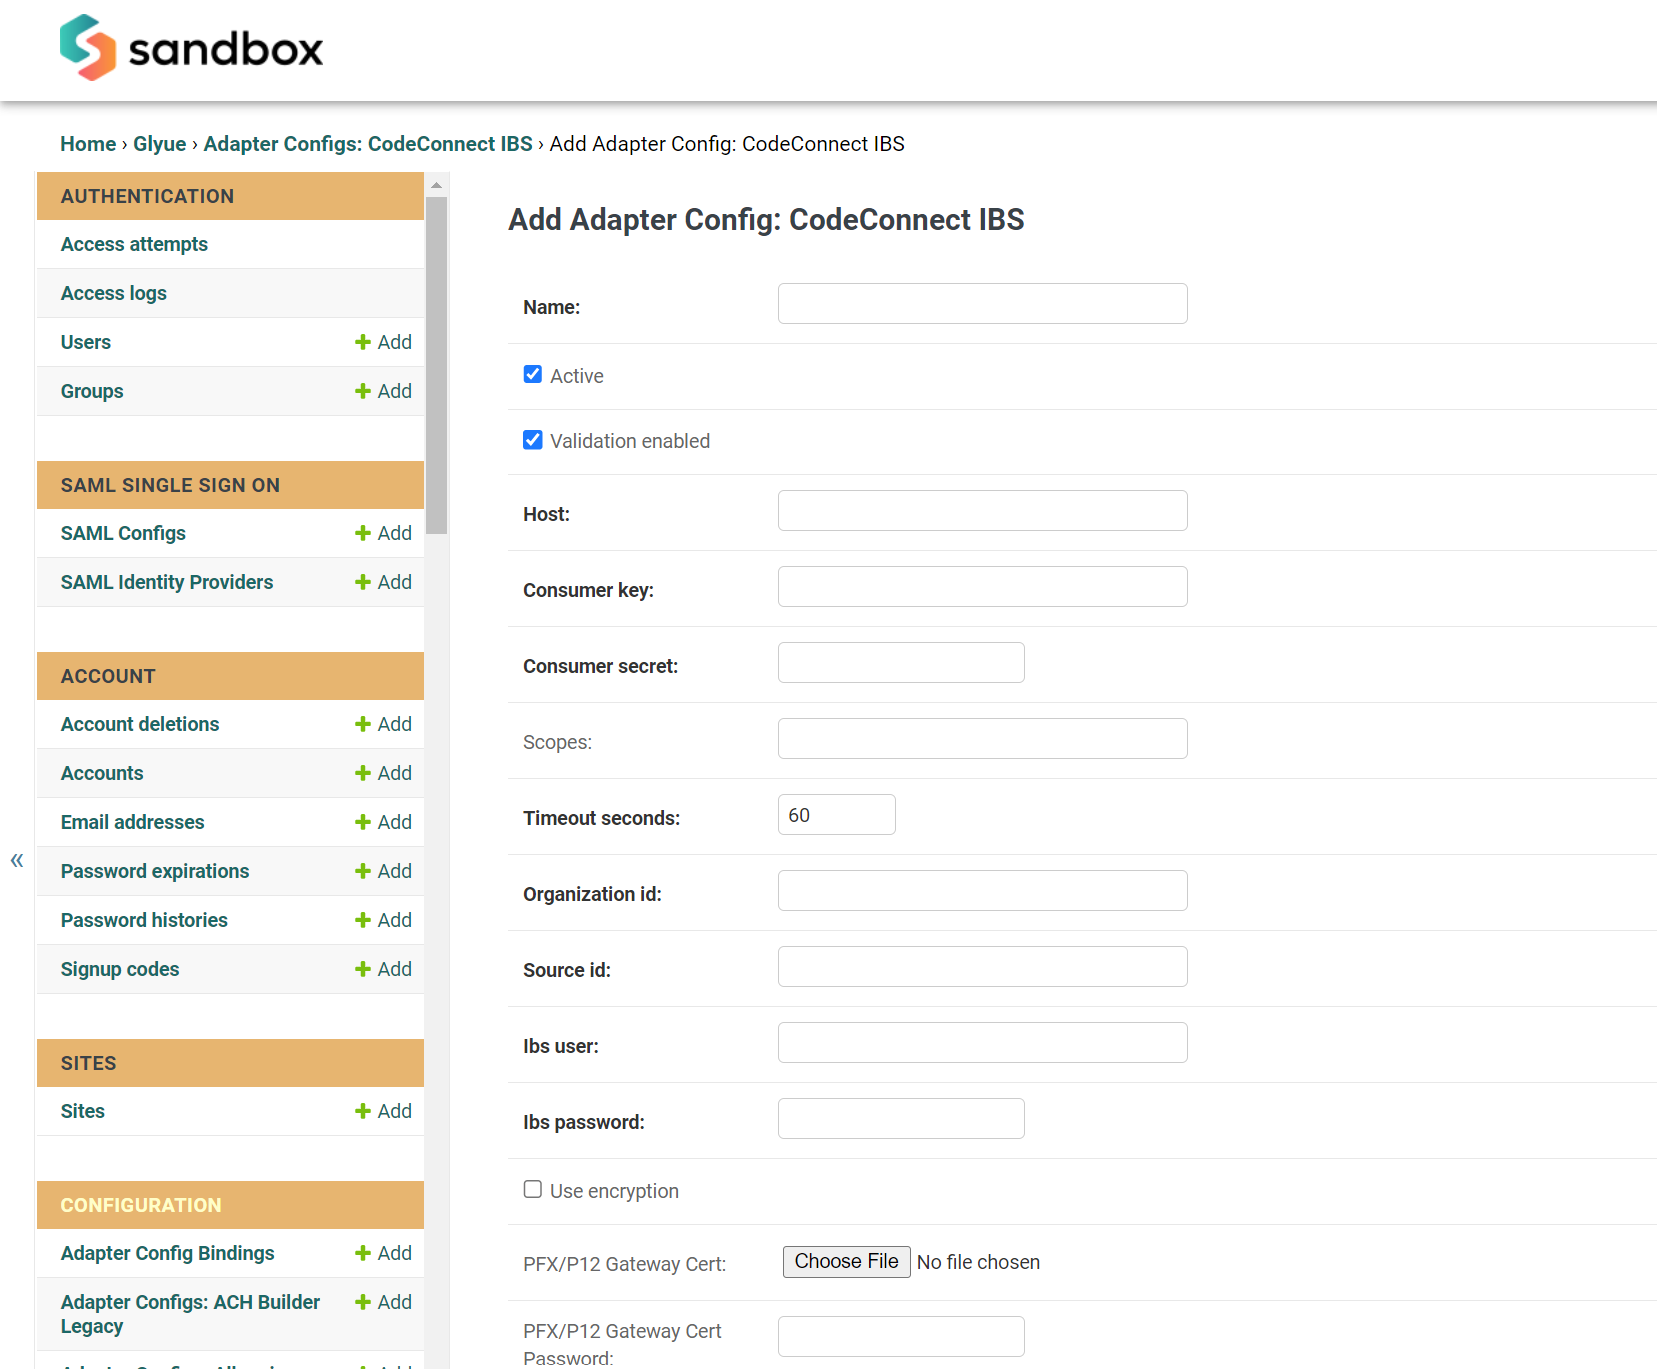 sandbox
Home › Glyue › Adapter Configs: CodeConnect IBS › Add Adapter Config: CodeConnect IBS
AUTHENTICATION
Access attempts
Access logs
Users + Add
Groups + Add
SAML SINGLE SIGN ON
SAML Configs + Add
SAML Identity Providers + Add
ACCOUNT
Account deletions + Add
Accounts + Add
Email addresses + Add
Password expirations + Add
Password histories + Add
Signup codes + Add
SITES
Sites + Add
CONFIGURATION
Adapter Config Bindings + Add
Adapter Configs: ACH Builder + Add
Legacy
«
Add Adapter Config: CodeConnect IBS
Name:
Active
Validation enabled
Host:
Consumer key:
Consumer secret:
Scopes:
Timeout seconds: 60
Organization id:
Source id:
Ibs user:
Ibs password:
Use encryption
PFX/P12 Gateway Cert: Choose File No file chosen
PFX/P12 Gateway Cert
Password: